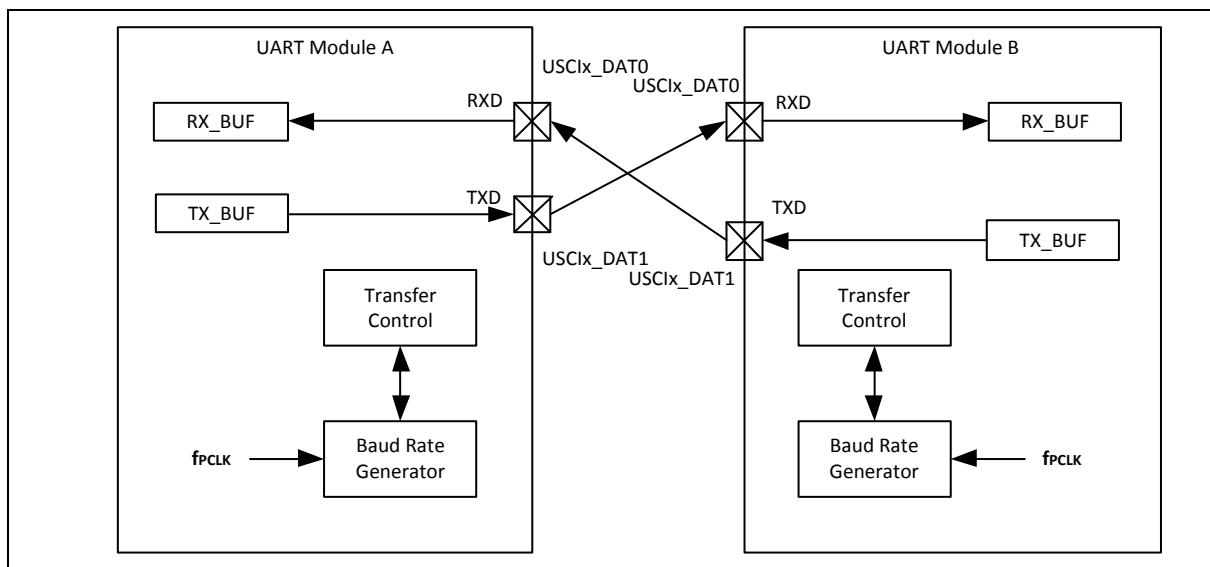 UART Module A
UART Module B
USCIx_DAT0
USCIx_DAT0
RXD
RXD
RX_BUF
RX_BUF
TXD
TXD
TX_BUF
TX_BUF
USCIx_DAT1
USCIx_DAT1
Transfer
Control
Transfer
Control
Baud Rate
Generator
fPCLK
Baud Rate
Generator
fPCLK